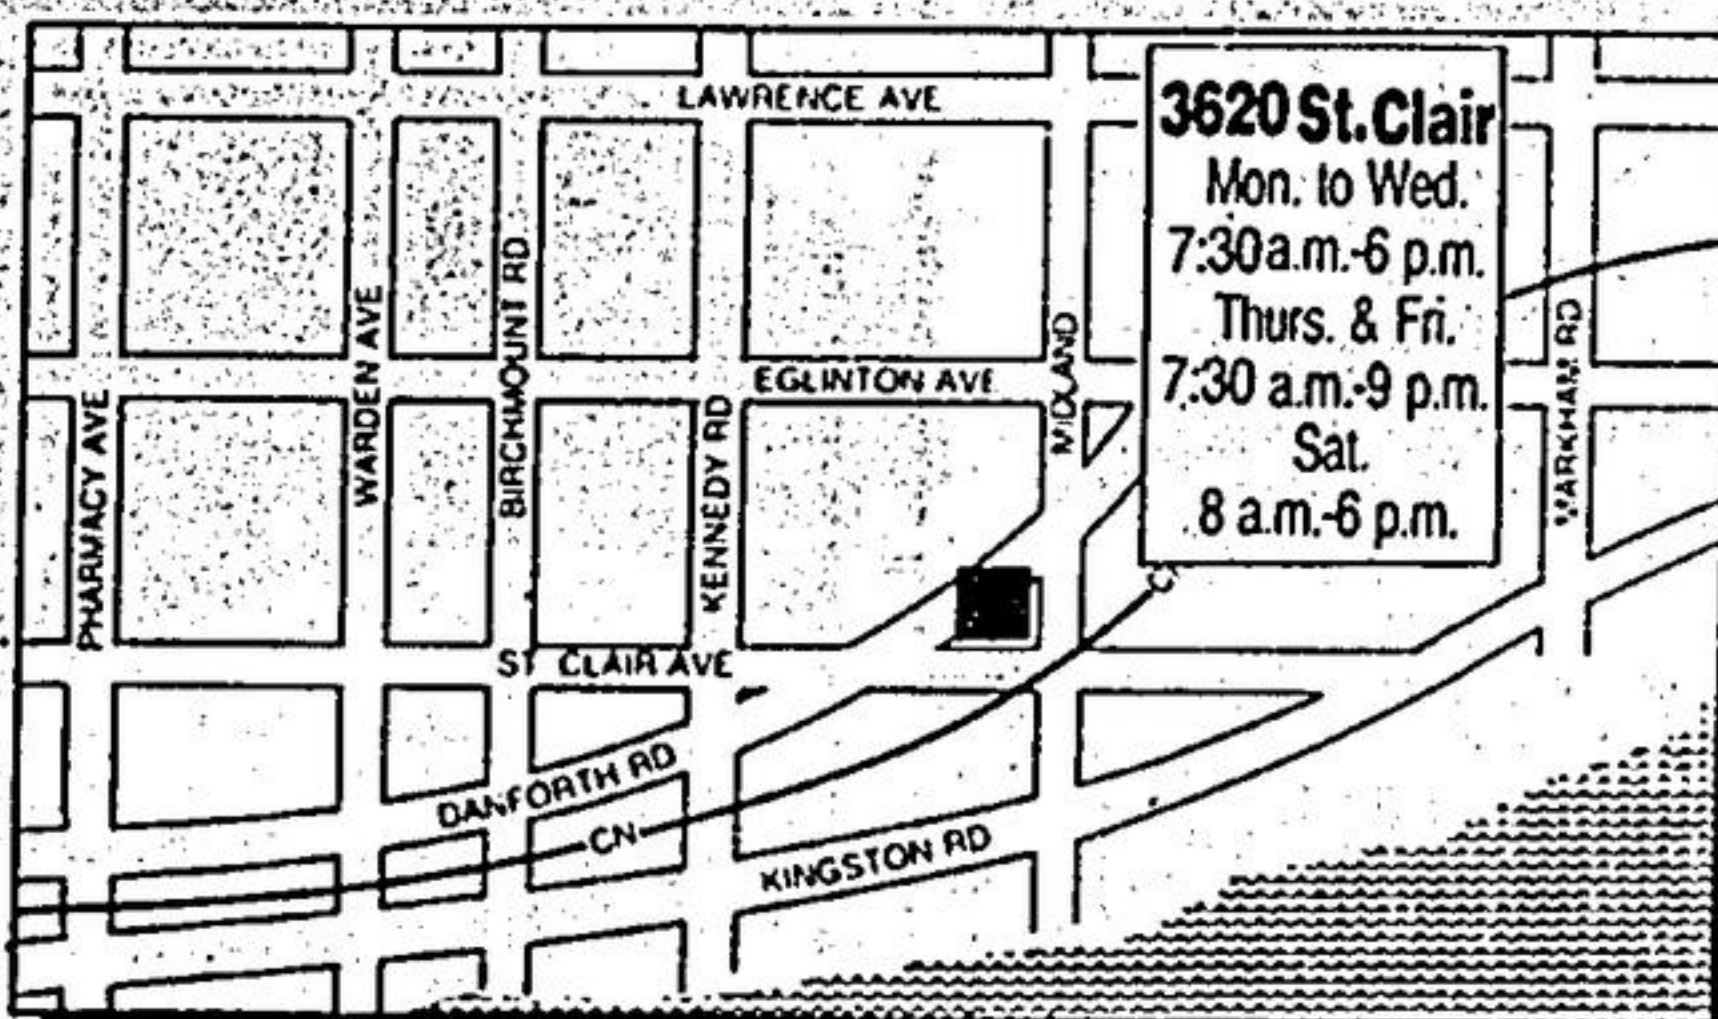 LAWRENCE AVE
3620 St. Clair
Mon. to Wed.
7:30 a.m.-6 p.m.
Thurs. & Fri.
7:30 a.m.-9 p.m.
Sat.
8 a.m.-6 p.m.
EGLINTON AVE
PHARMACY AVE
WARDEN AVE
BIRCHMOUNT RD
KENNEDY RD
MIDLAND
MARKHAM RD
ST CLAIR AVE
DANFORTH RD
CN
KINGSTON RD